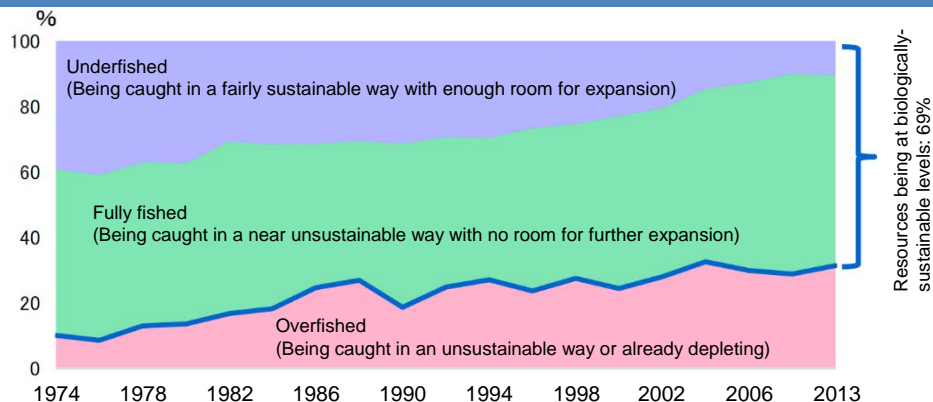 %
100
80
60
40
20
0
Underfished
(Being caught in a fairly sustainable way with enough room for expansion)
Fully fished
(Being caught in a near unsustainable way with no room for further expansion)
Overfished
(Being caught in an unsustainable way or already depleting)
1974 1978 1982 1986 1990 1994 1998 2002 2006 2013
Resources being at biologically-
sustainable levels: 69%